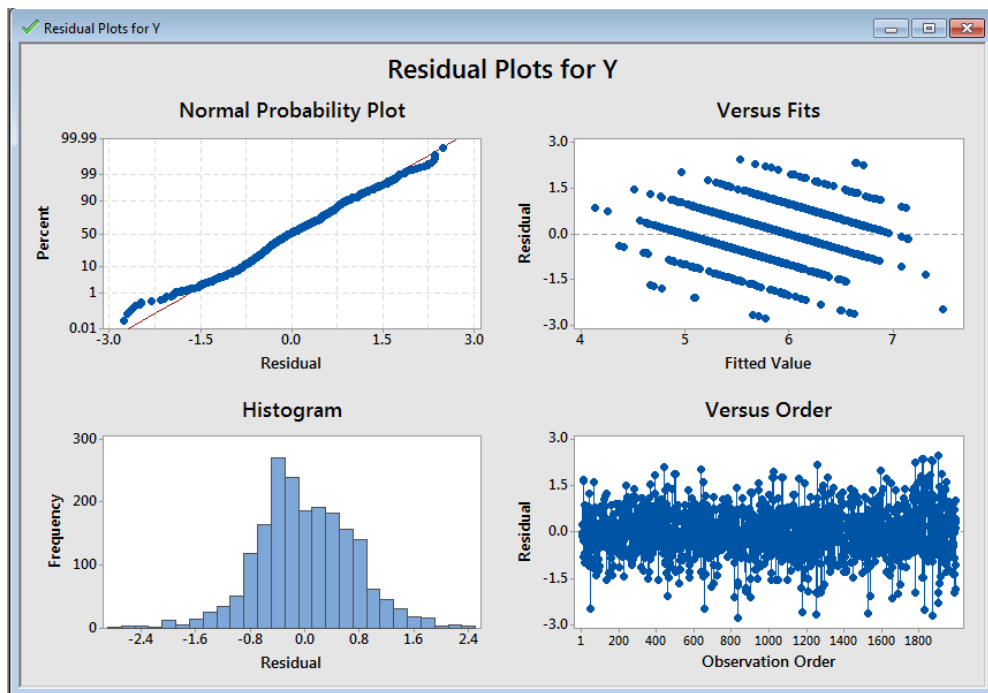 Residual Plots for Y
Residual Plots for Y
Normal Probability Plot
99.99
99
90
50
10
1
0.01
Percent
-3.0 -1.5 0.0 1.5 3.0
Residual
Versus Fits
3.0
1.5
0.0
-1.5
-3.0
Residual
4 5 6 7
Fitted Value
Histogram
300
200
100
0
Frequency
-2.4 -1.6 -0.8 0.0 0.8 1.6 2.4
Residual
Versus Order
3.0
1.5
0.0
-1.5
-3.0
Residual
1 200 400 600 800 1000 1200 1400 1600 1800
Observation Order